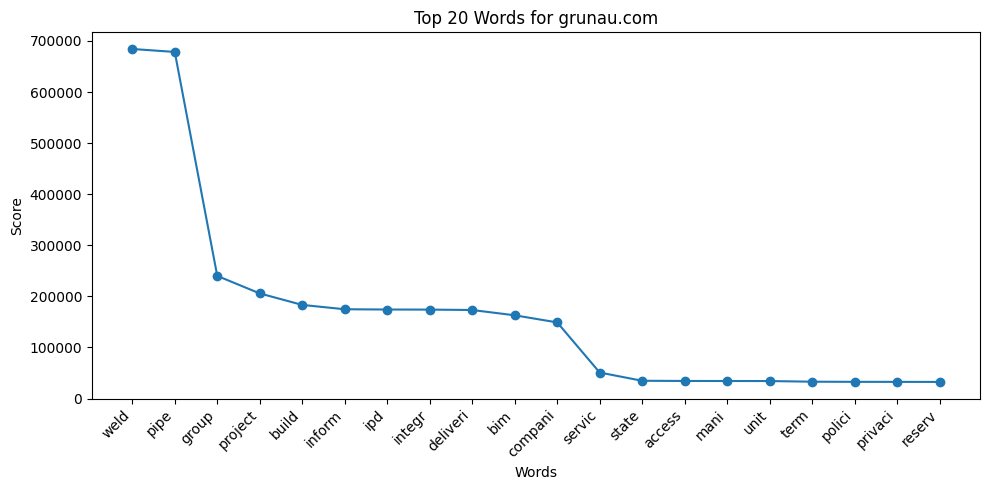 Top 20 Words for grunau.com
Score
700000
600000
500000
400000
300000
200000
100000
0
weld
pipe
group
project
build
inform
ipd
integr
deliveri
bim
compani
servic
state
access
mani
unit
term
polici
privaci
reserv
Words